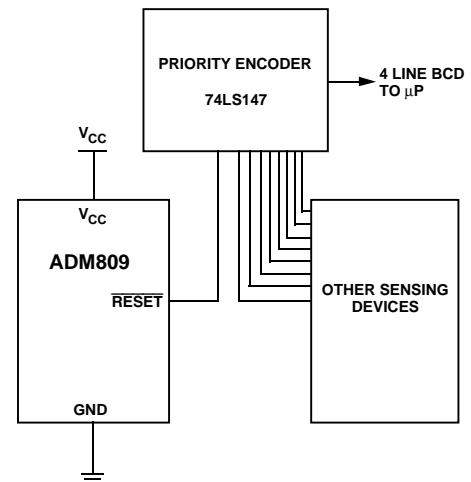 PRIORITY ENCODER
74LS147
4 LINE BCD
TO µP
VCC
VCC
ADM809
RESET
OTHER SENSING
DEVICES
GND